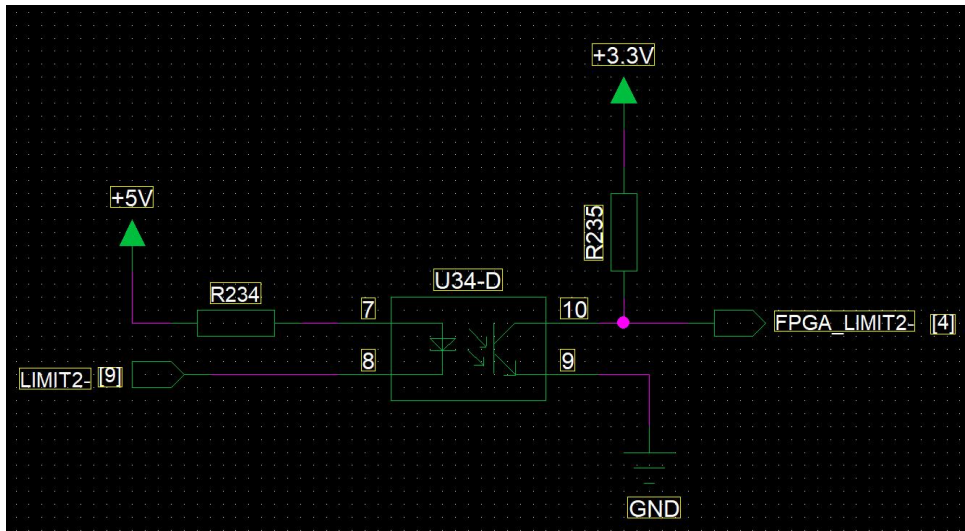 +3.3V
+5V
R235
U34-D
R234
7
10
FPGA_LIMIT2- [4]
8
9
LIMIT2- [9]
GND